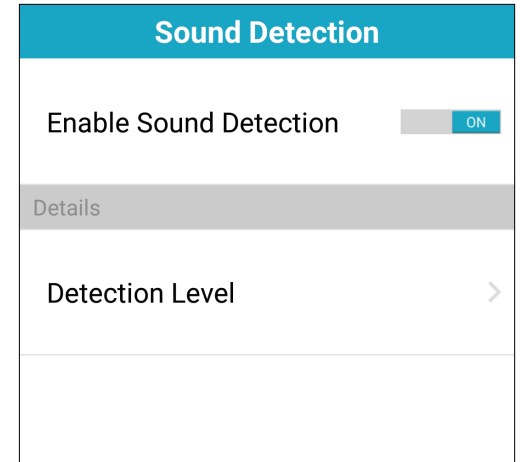 Sound Detection
Enable Sound Detection
ON
Details
Detection Level